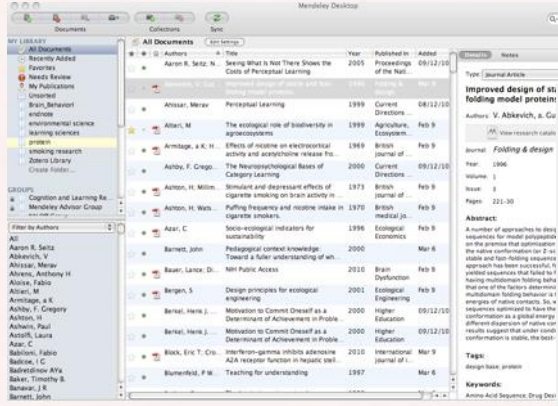 Mendeley Desktop
Documents
Collections
Sync
MY LIBRARY
All Documents
Recently Added
Favorites
Needs Review
My Publications
Unsorted
Brain_Behavior1
endnote
environmental science
learning sciences
protein
smoking research
Zotero Library
Create Folder...
GROUPS
Cognition and Learning Re...
Mendeley Advisor Group
Filter by Authors
All
Aaron R. Seitz
Abkevich, V
Ahissar, Merav
Ahrens, Anthony H
Aloise, Fabio
Altieri, M
Armitage, a K
Ashby, F. Gregory
Ashton, H
Ashwin, Paul
Autolfi, Laura
Azar, C
Babiloni, Fabio
Badcoe, I G
Badretdinov AYa
Baker, Timothy B.
Banavar, J R
Barnett, John
All Documents
Edit Settings
Authors Title Year Published In Added
Aaron R. Seitz, N... Seeing What Is Not There Shows the Costs of Perceptual Learning 2005 Proceedings of the Nati...
Ahissar, Merav Perceptual Learning 1999 Current Directions ... 08/12/10
Altieri, M The ecological role of biodiversity in agroecosystems 1999 Agriculture, Ecosystem... Feb 9
Armitage, a K; H... Effects of nicotine on electrocortical activity and acetylcholine release fro... 1969 British journal of ... Feb 9
Ashby, F. Grego... The Neuropsychological Bases of Category Learning 2000 Current Directions ... 09/12/10
Ashton, H; Millm... Stimulant and depressant effects of cigarette smoking on brain activity in ... 1973 British journal of ... Feb 9
Ashton, H; Wats... Puffing frequency and nicotine intake in cigarette smokers. 1970 British medical jo... Feb 9
Azar, C Socio-ecological indicators for sustainability 1996 Ecological Economics Feb 9
Barnett, John Pedagogical context knowledge: Toward a fuller understanding of wh... 2000 Mar 6
Bauer, Lance; Di... NIH Public Access 2010 Brain Dysfunction Mar 6
Bergen, S Design principles for ecological engineering 2001 Ecological Engineering Feb 9
Bersel, Hens J. ... Motivation to Commit Oneself as a Determinant of Achievement in Proble... 2000 Higher Education 09/12/10
Bersel, Hens J. ... Motivation to Commit Oneself as a Determinant of Achievement in Proble... 2000 Higher Education 09/12/10
Block, Eric T; Cro... Interferon-gamma inhibits adenosine A2A receptor function in hepatic stell... 2010 International journal of i... Mar 9
Blumenfeld, P W... Teaching for understanding 1997 Mar 6
Details Notes
Type: Journal Article
Improved design of sta
folding model protein
Authors: V. Abkevich, a. Gu
View research catalo
Journal: Folding & design
Year: 1996
Volume: 1
Issue: 3
Pages: 221-30
Abstract:
Tags:
design base; protein
Keywords:
Amino Acid Sequence; Drug Des